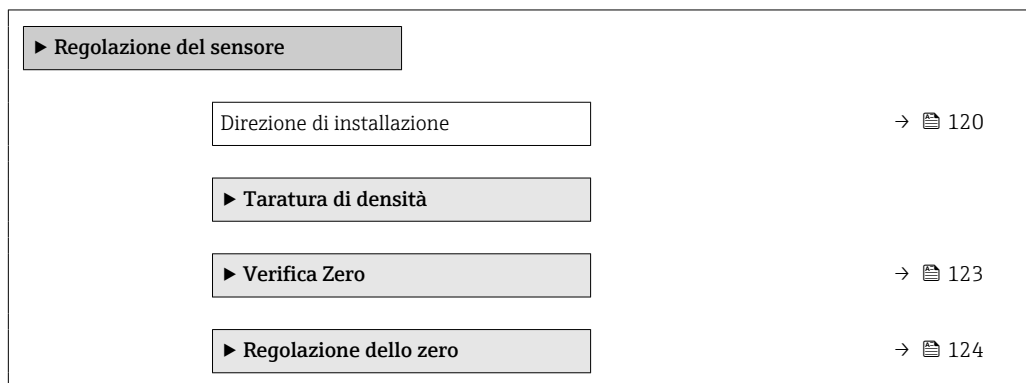 ▶ Regolazione del sensore
Direzione di installazione → 120
▶ Taratura di densità
▶ Verifica Zero → 123
▶ Regolazione dello zero → 124